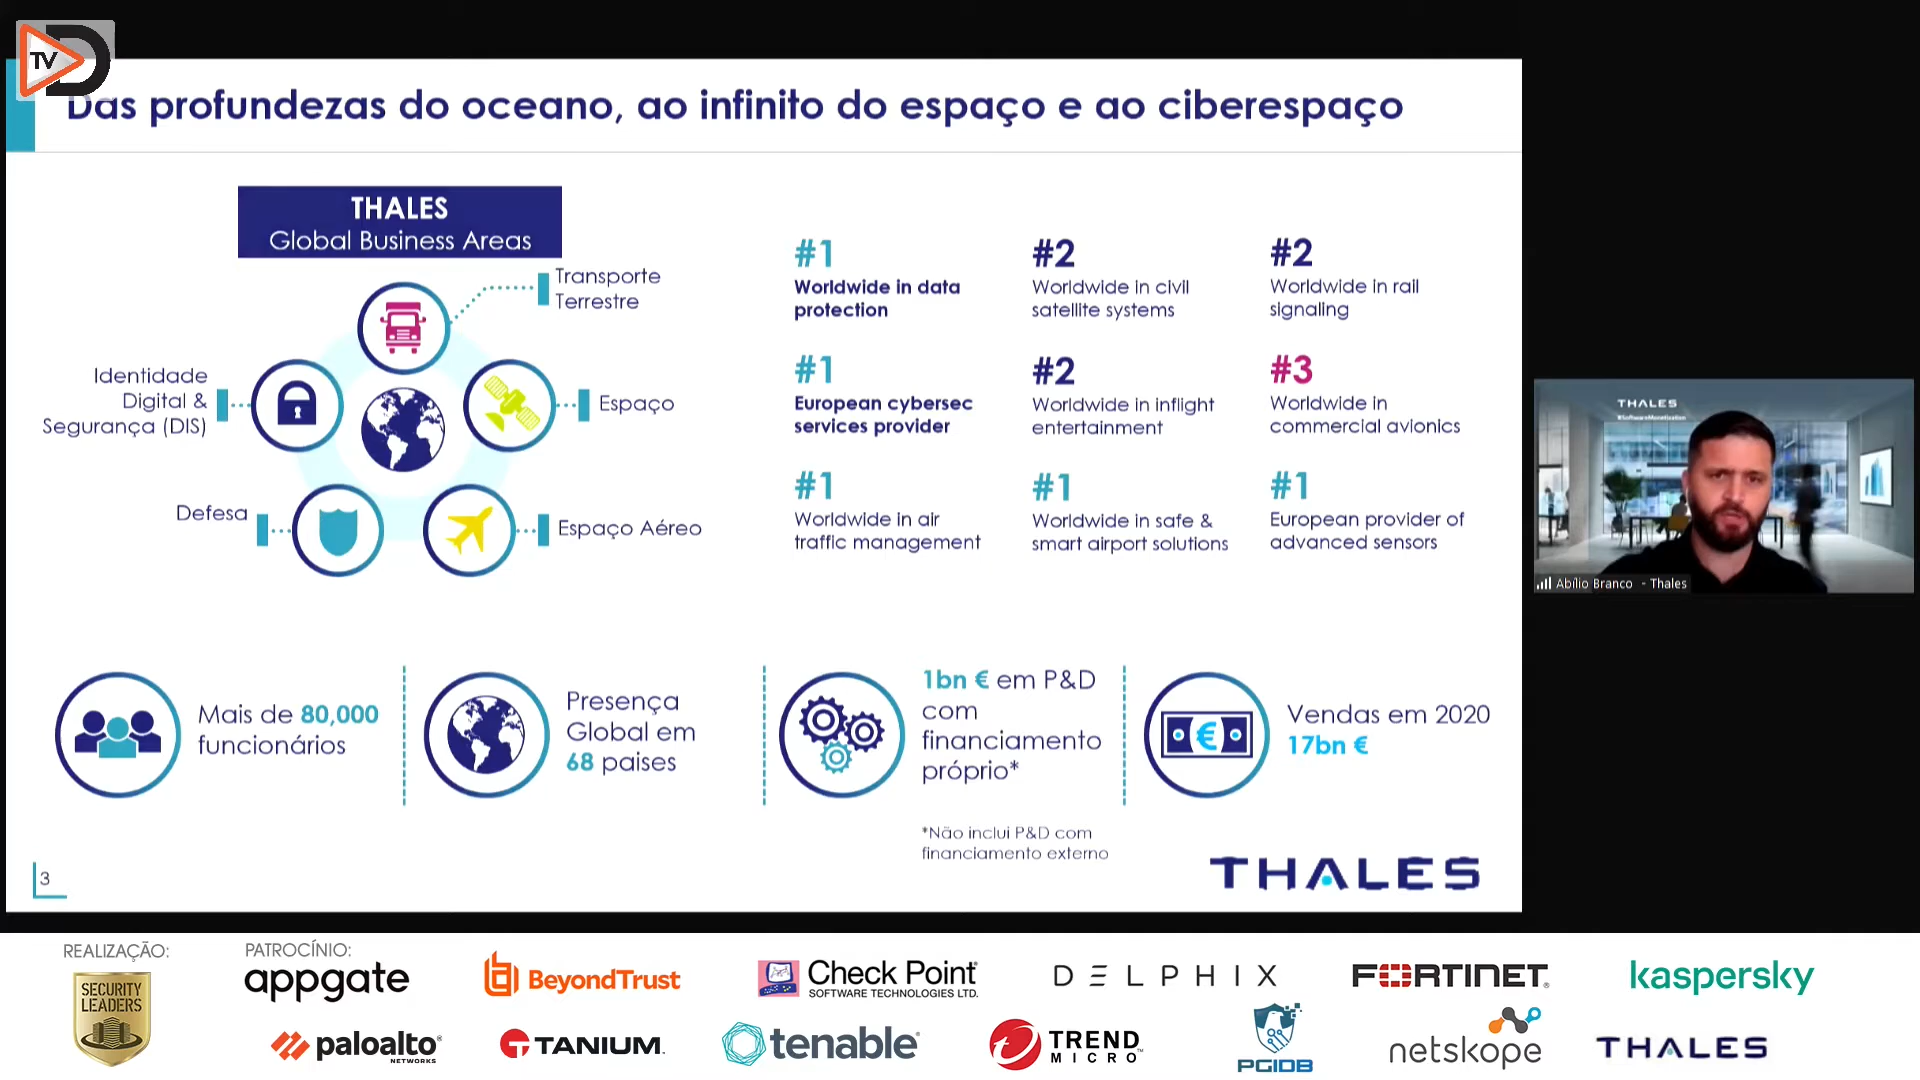 TV D
Das profundezas do oceano, ao infinito do espaço e ao ciberespaço
THALES
Global Business Areas
Transporte
Terrestre
Identidade
Digital &
Segurança (DIS)
Espaço
Defesa
Espaço Aéreo
#1
Worldwide in data
protection
#2
Worldwide in civil
satellite systems
#2
Worldwide in rail
signaling
#1
European cybersec
services provider
#2
Worldwide in inflight
entertainment
#3
Worldwide in
commercial avionics
#1
Worldwide in air
traffic management
#1
Worldwide in safe &
smart airport solutions
#1
European provider of
advanced sensors
Mais de 80,000
funcionários
Presença
Global em
68 paises
1bn € em P&D
com
financiamento
próprio*
Vendas em 2020
17bn €
*Não inclui P&D com
financiamento externo
3
THALES
THALES
#SoftwareMonetization
Abílio Branco - Thales
REALIZAÇÃO:
SECURITY
LEADERS
PATROCÍNIO:
appgate
BeyondTrust
Check Point
SOFTWARE TECHNOLOGIES LTD.
DELPHIX
FORTINET
kaspersky
paloalto
NETWORKS
TANIUM
tenable
TREND
MICRO
PGIDB
netskope
THALES